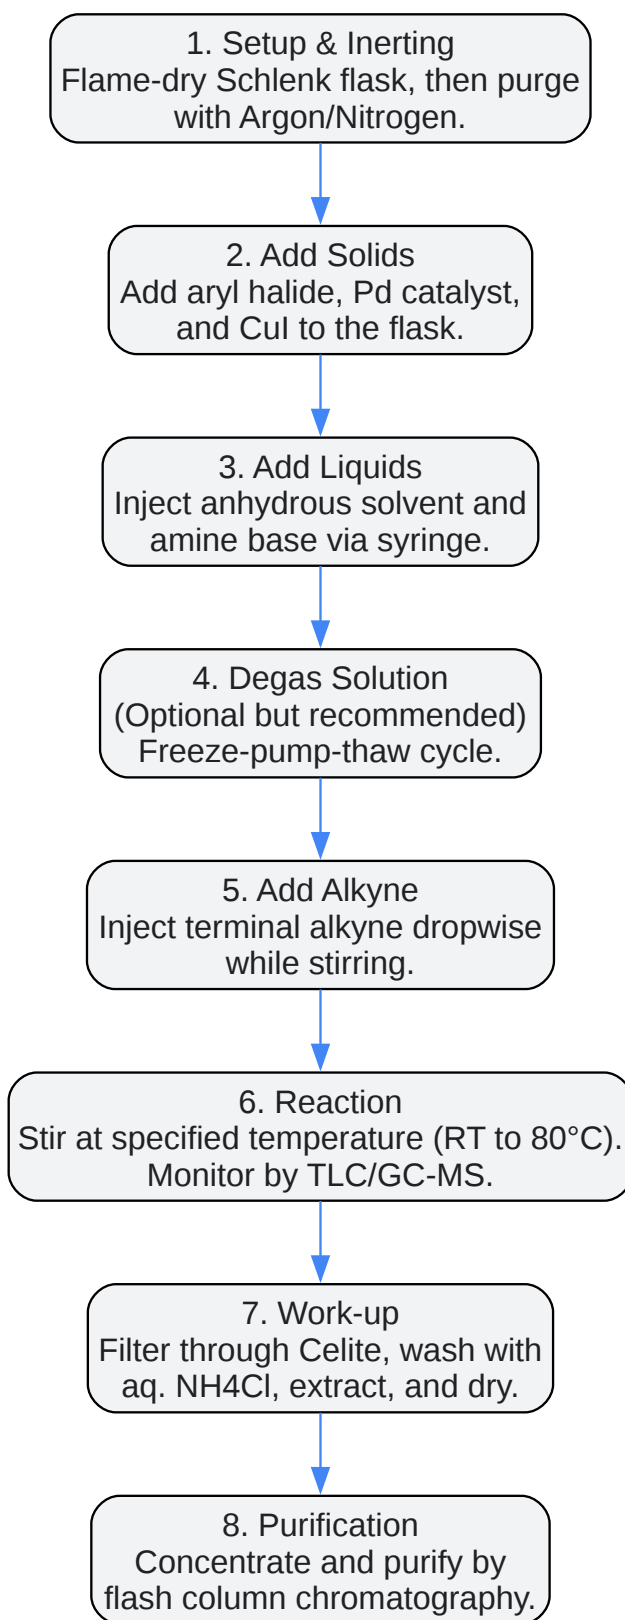 1. Setup & Inerting
Flame-dry Schlenk flask, then purge
with Argon/Nitrogen.
2. Add Solids
Add aryl halide, Pd catalyst,
and CuI to the flask.
3. Add Liquids
Inject anhydrous solvent and
amine base via syringe.
4. Degas Solution
(Optional but recommended)
Freeze-pump-thaw cycle.
5. Add Alkyne
Inject terminal alkyne dropwise
while stirring.
6. Reaction
Stir at specified temperature (RT to 80°C).
Monitor by TLC/GC-MS.
7. Work-up
Filter through Celite, wash with
aq. NH4Cl, extract, and dry.
8. Purification
Concentrate and purify by
flash column chromatography.